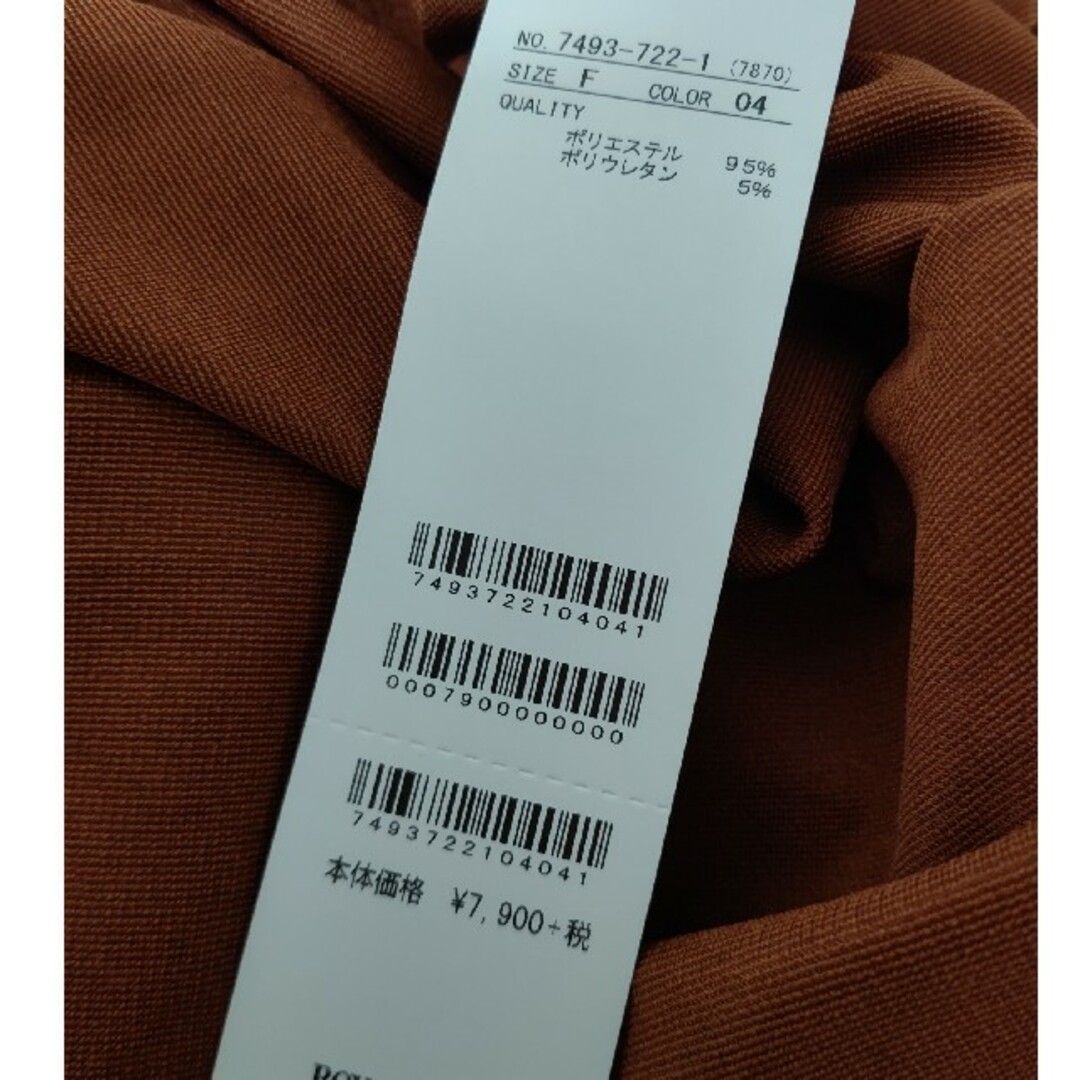 NO. 7493-722-1 (7870)
SIZE F COLOR 04
QUALITY
ポリエステル 95%
ポリウレタン 5%
7493722104041
0007900000000
7493722104041
本体価格 ¥7,900+税